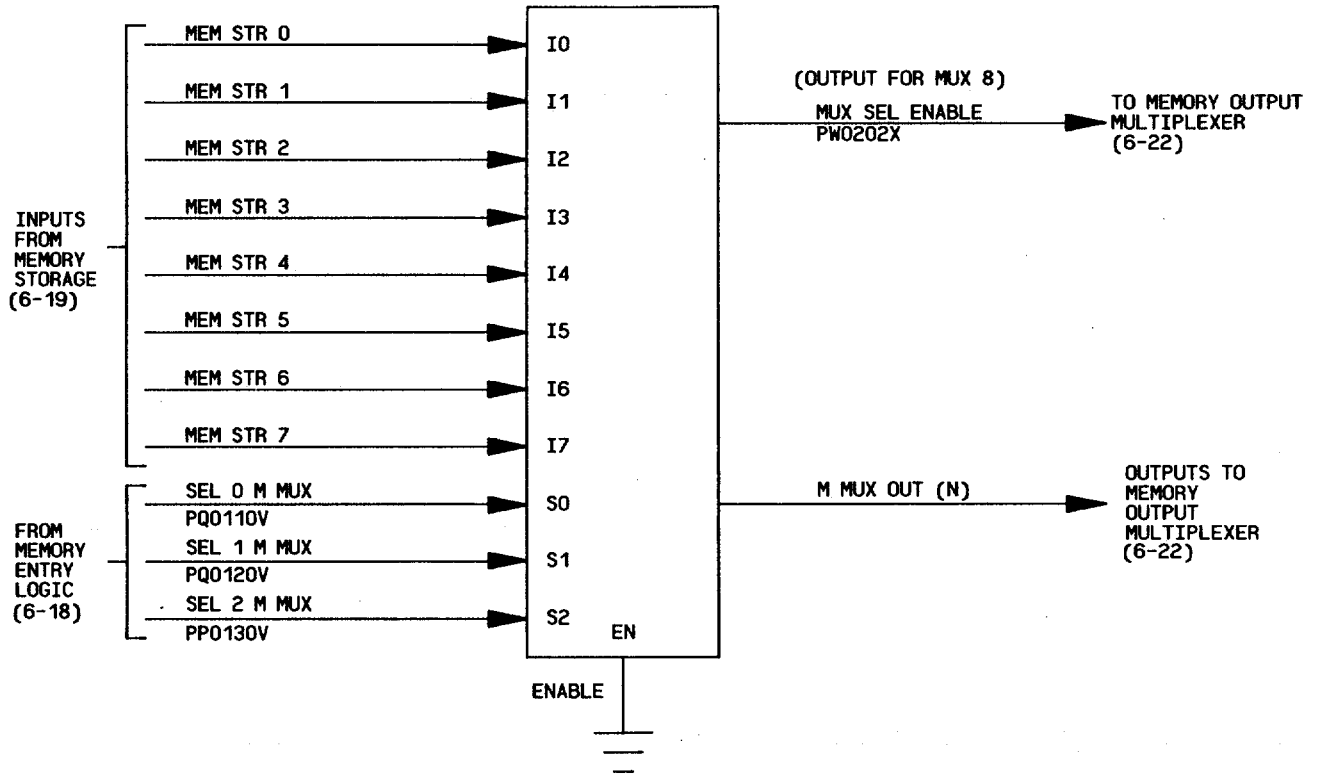 MEM STR 0
I0
MEM STR 1
I1
MEM STR 2
I2
MEM STR 3
I3
MEM STR 4
I4
MEM STR 5
I5
MEM STR 6
I6
MEM STR 7
I7
INPUTS
FROM
MEMORY
STORAGE
(6-19)
SEL 0 M MUX
PQ0110V
S0
SEL 1 M MUX
PQ0120V
S1
SEL 2 M MUX
PP0130V
S2
FROM
MEMORY
ENTRY
LOGIC
(6-18)
EN
ENABLE
(OUTPUT FOR MUX 8)
MUX SEL ENABLE
PW0202X
TO MEMORY OUTPUT
MULTIPLEXER
(6-22)
M MUX OUT (N)
OUTPUTS TO
MEMORY
OUTPUT
MULTIPLEXER
(6-22)